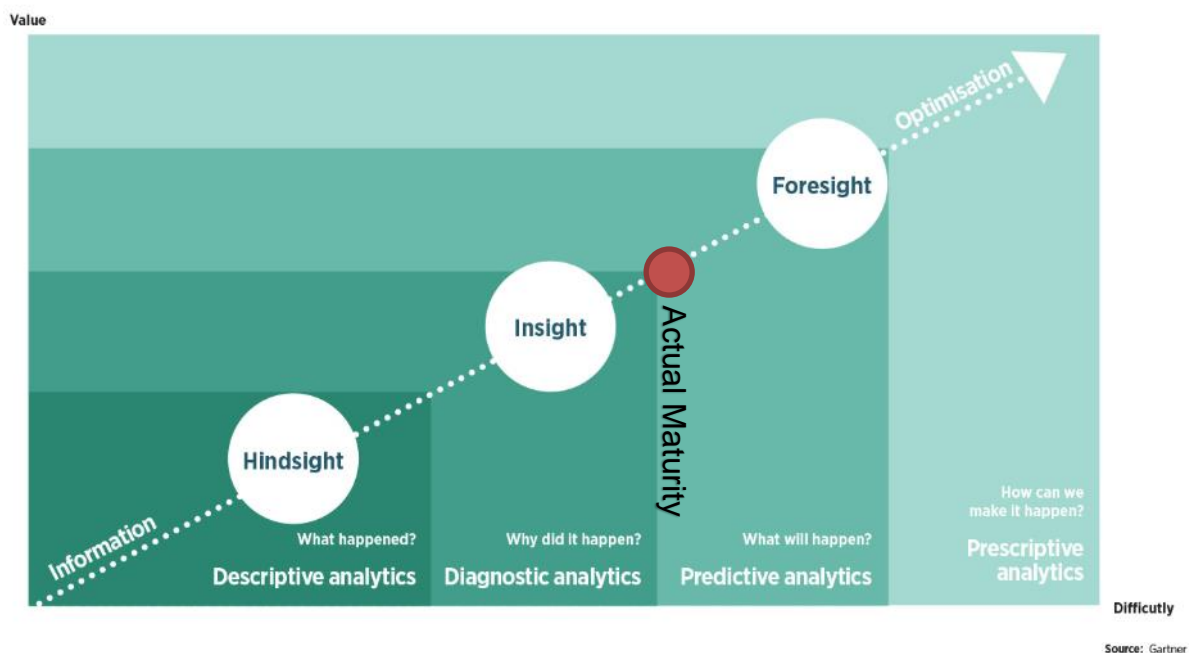 Value
Optimisation
Foresight
Insight
Actual Maturity
Hindsight
Information
What happened?
Descriptive analytics
Why did it happen?
Diagnostic analytics
What will happen?
Predictive analytics
How can we
make it happen?
Prescriptive
analytics
Difficutly
Source: Gartner